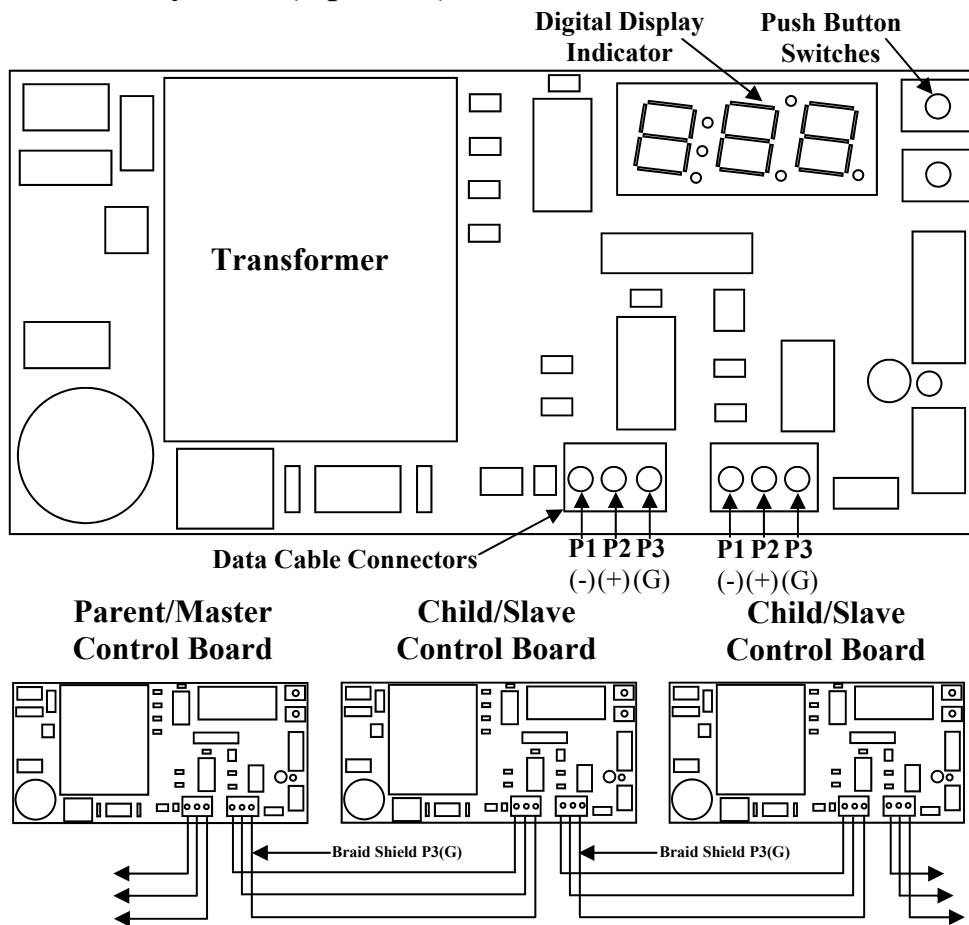 Digital Display
Indicator
Push Button
Switches
Transformer
Data Cable Connectors
P1 P2 P3
(-) (+) (G)
P1 P2 P3
(-) (+) (G)
Parent/Master
Control Board
Child/Slave
Control Board
Child/Slave
Control Board
Braid Shield P3(G)
Braid Shield P3(G)